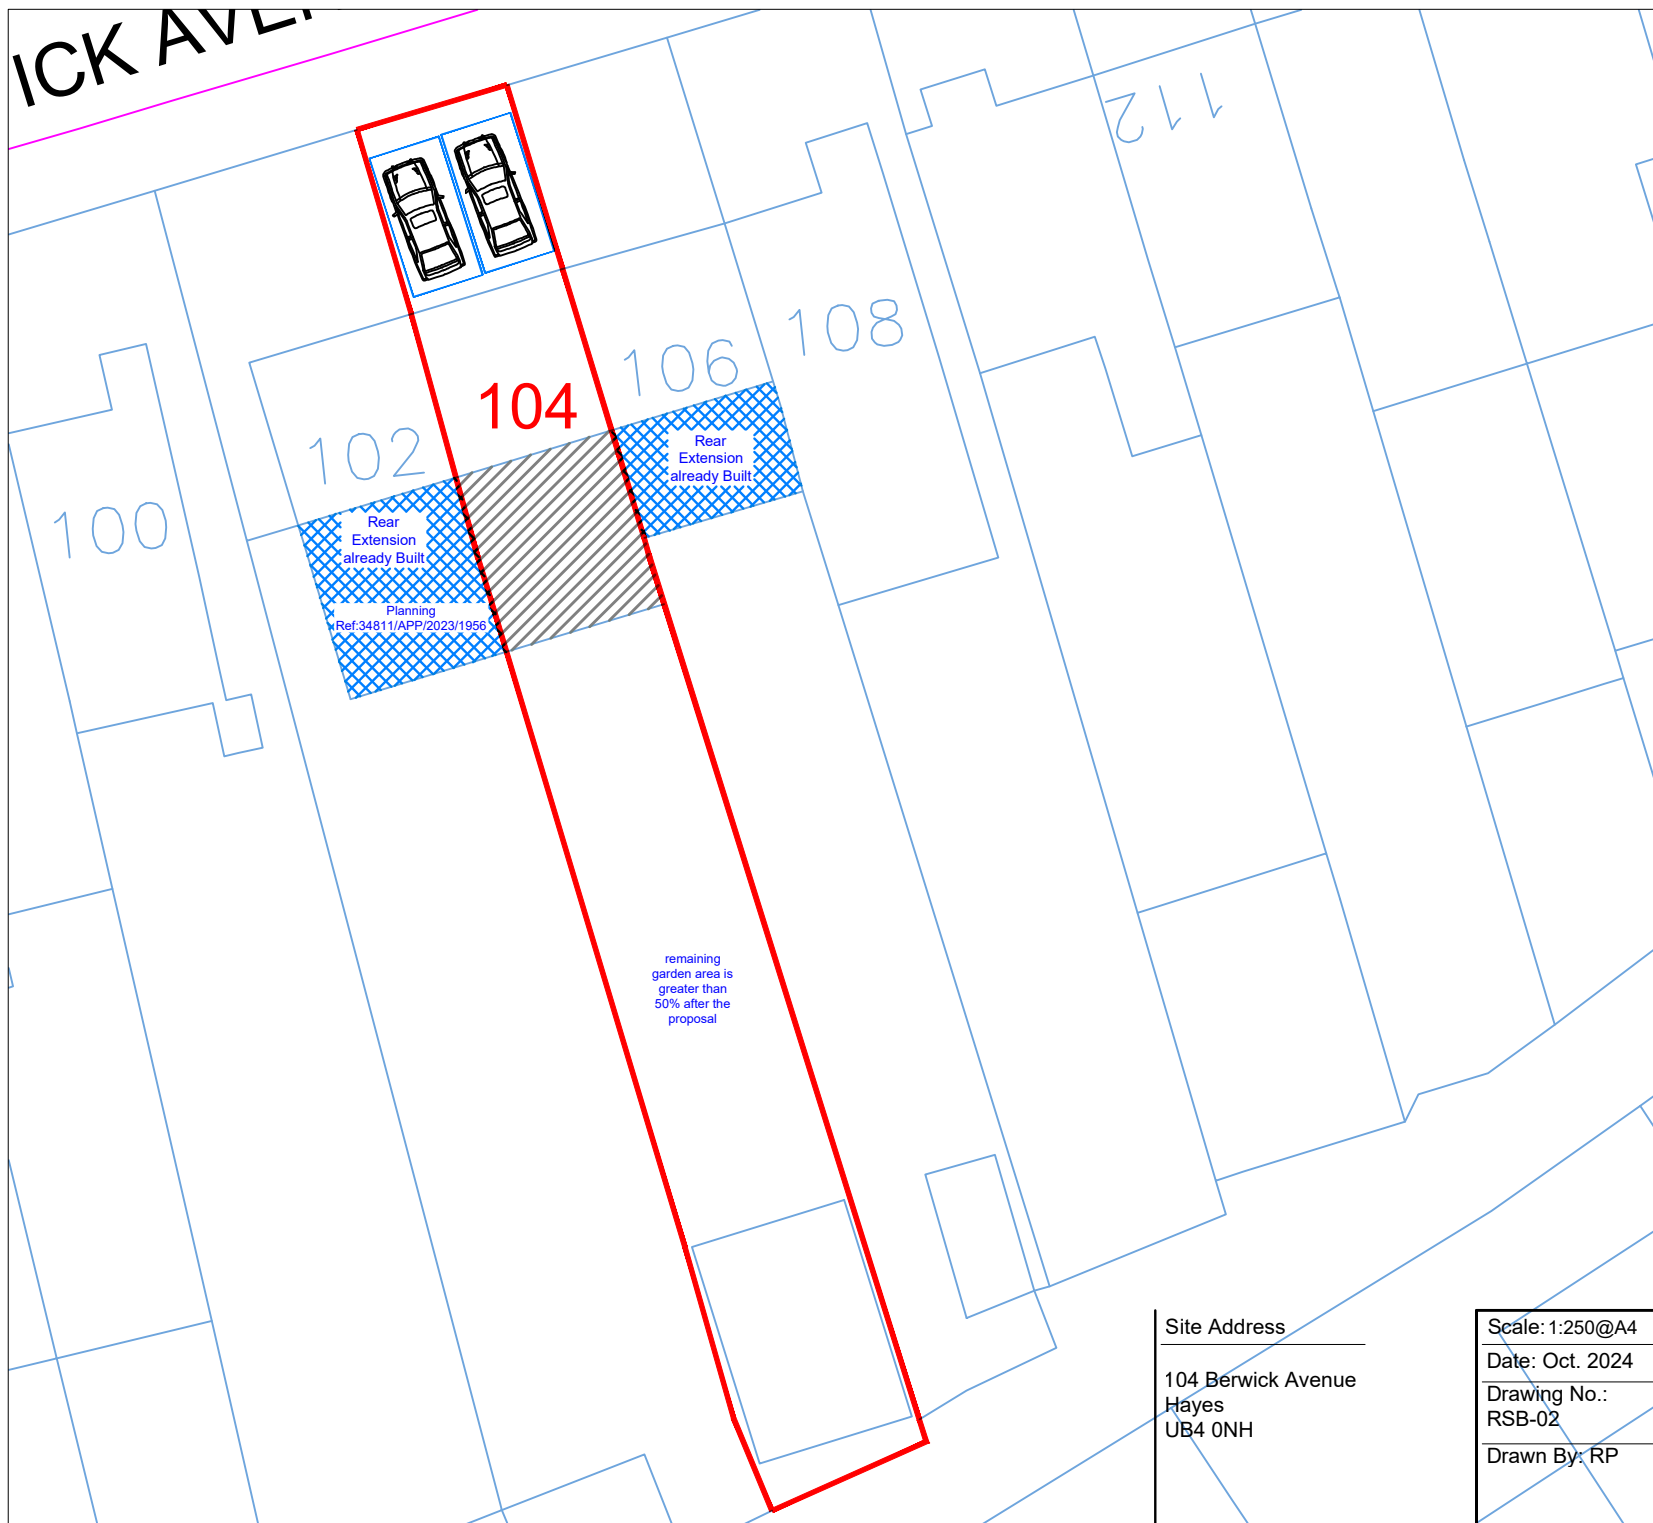 ICK AVEN
112
108
106
104
102
100
Rear
Extension
already Built
Rear
Extension
already Built
Planning
Ref:34811/APP/2023/1956
remaining
garden area is
greater than
50% after the
proposal
Site Address
104 Berwick Avenue
Hayes
UB4 0NH
Scale: 1:250@A4
Date: Oct. 2024
Drawing No.:
RSB-02
Drawn By: RP